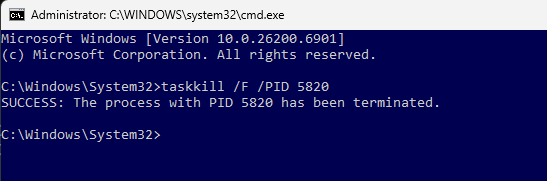 Administrator: C:\WINDOWS\system32\cmd.exe
Microsoft Windows [Version 10.0.26200.6901]
(c) Microsoft Corporation. All rights reserved.
C:\Windows\System32>taskkill /F /PID 5820
SUCCESS: The process with PID 5820 has been terminated.
C:\Windows\System32>